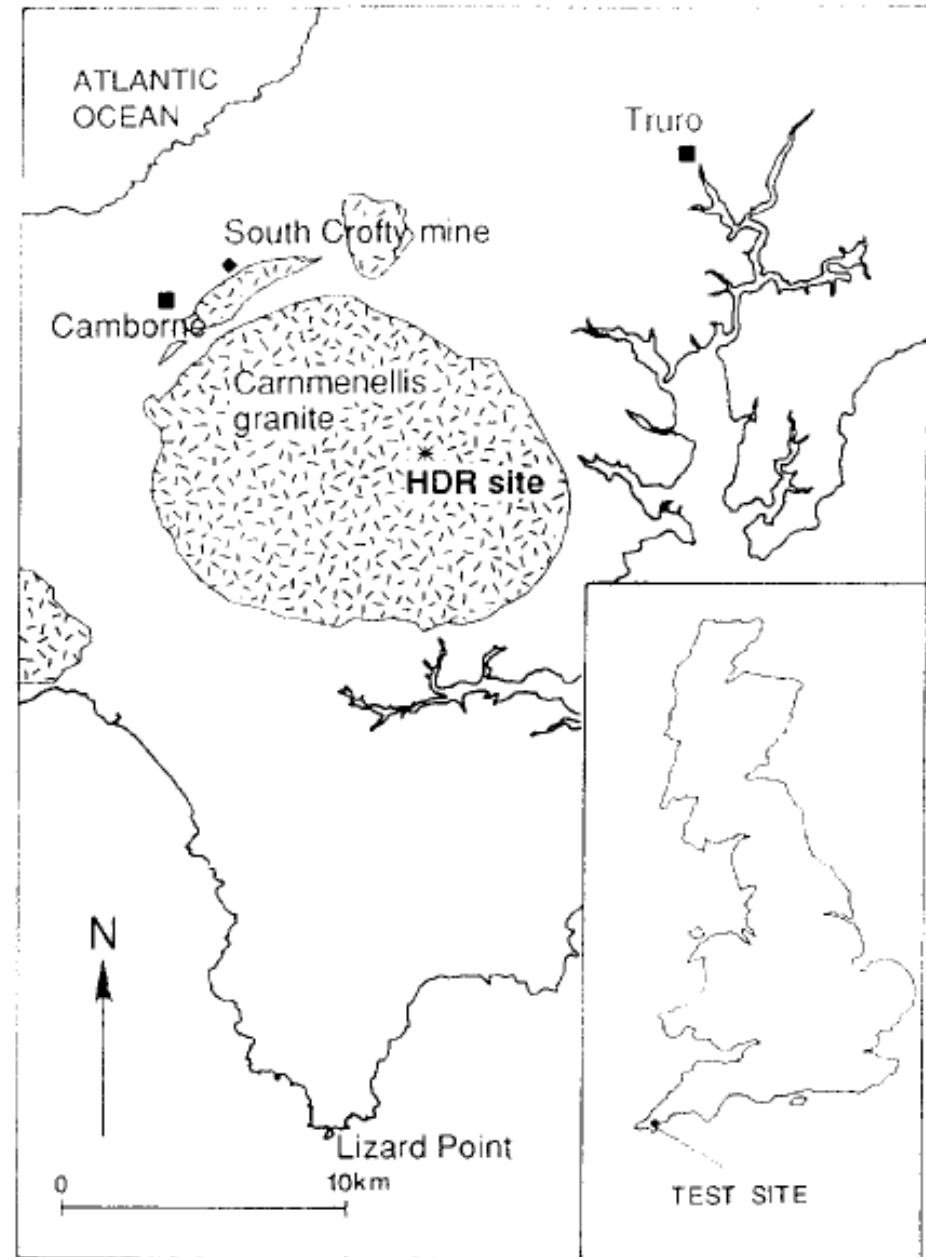 ATLANTIC
OCEAN
Truro
South Crofty mine
Camborne
Carnmenellis
granite
HDR site
N
Lizard Point
0
10km
TEST SITE